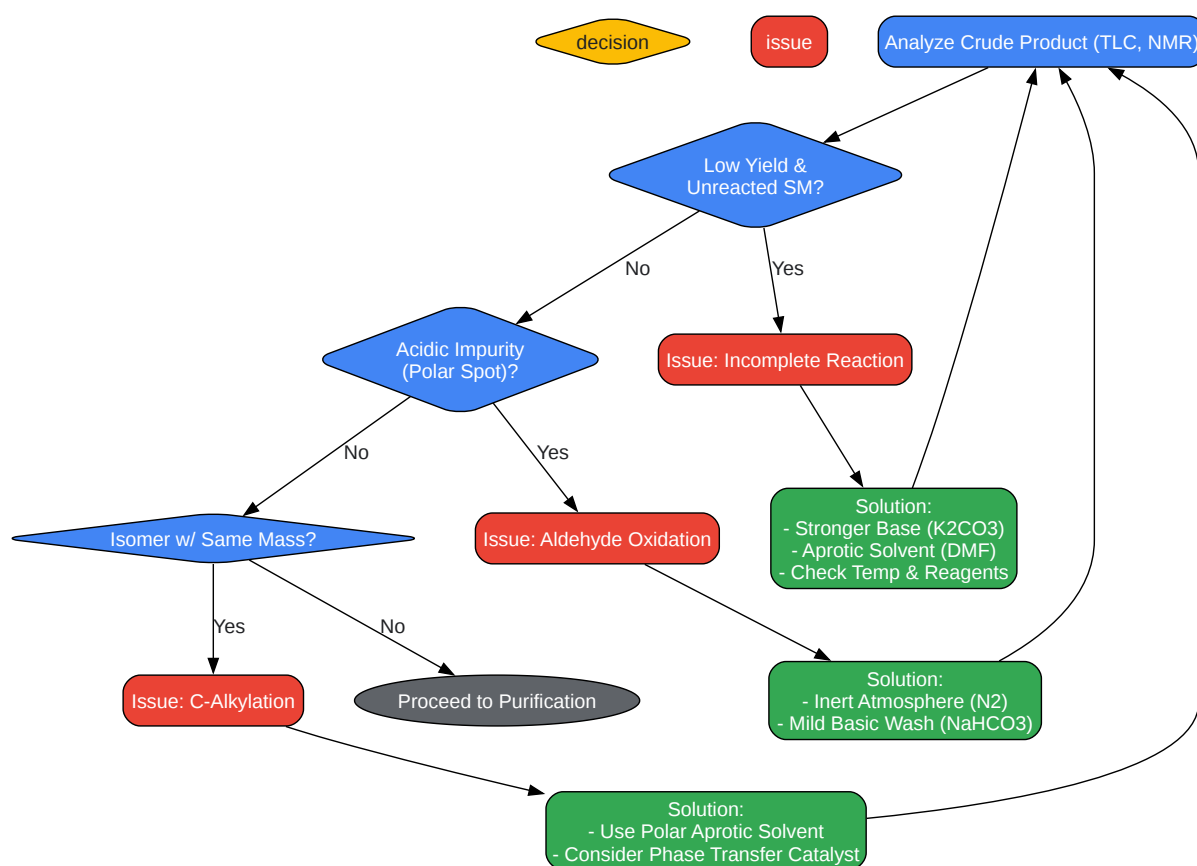 decision
issue
Analyze Crude Product (TLC, NMR)
Low Yield &
Unreacted SM?
No
Yes
Acidic Impurity
(Polar Spot)?
Issue: Incomplete Reaction
No
Yes
Solution:
- Stronger Base (K2CO3)
- Aprotic Solvent (DMF)
- Check Temp & Reagents
Isomer w/ Same Mass?
Issue: Aldehyde Oxidation
Yes
No
Solution:
- Inert Atmosphere (N2)
- Mild Basic Wash (NaHCO3)
Issue: C-Alkylation
Proceed to Purification
Solution:
- Use Polar Aprotic Solvent
- Consider Phase Transfer Catalyst